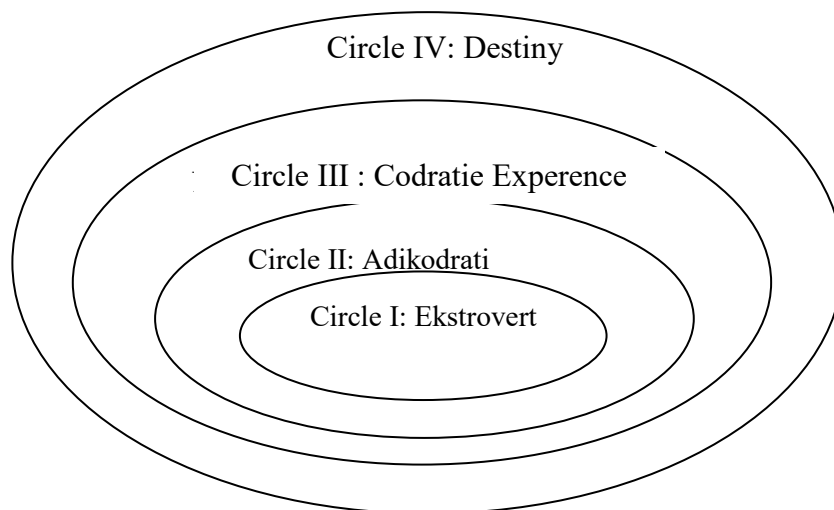 Circle IV: Destiny
Circle III : Codratie Experence
Circle II: Adikodrati
Circle I: Ekstrovert